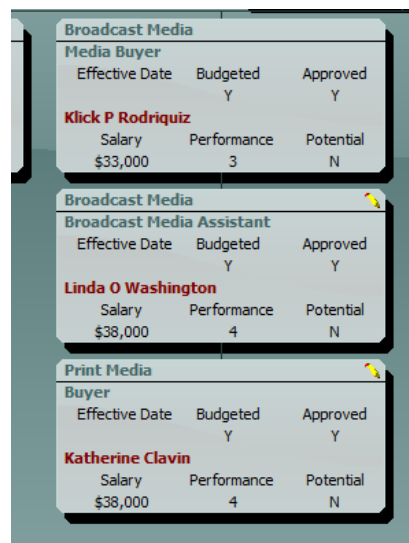 Broadcast Media
Media Buyer
Effective Date Budgeted Approved
Y Y
Klick P Rodriquiz
Salary Performance Potential
$33,000 3 N
Broadcast Media
Broadcast Media Assistant
Effective Date Budgeted Approved
Y Y
Linda O Washington
Salary Performance Potential
$38,000 4 N
Print Media
Buyer
Effective Date Budgeted Approved
Y Y
Katherine Clavin
Salary Performance Potential
$38,000 4 N